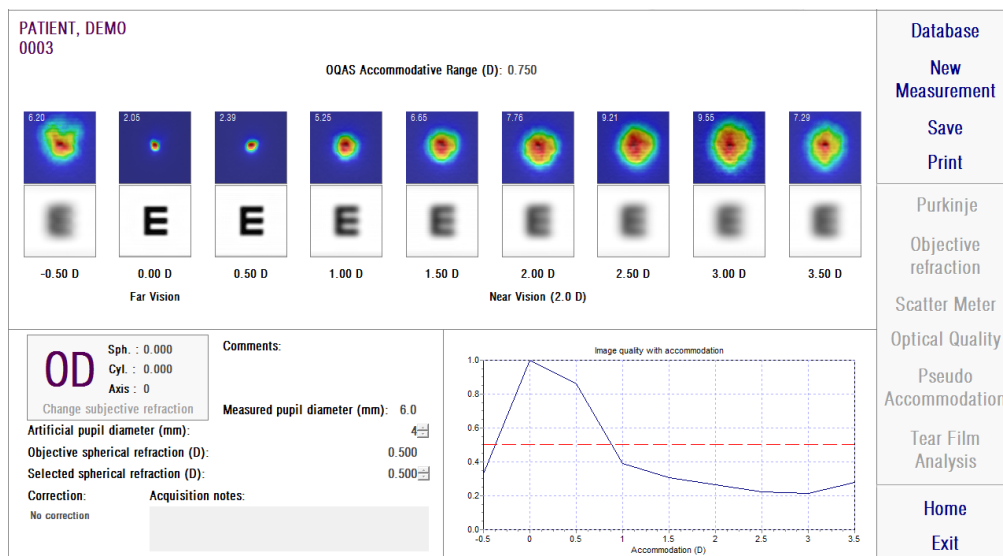 PATIENT, DEMO
0003
OQAS Accommodative Range (D): 0.750
6.20 2.05 2.39 5.25 6.65 7.76 9.21 9.55 7.29
E E E E E E E E E
-0.50 D 0.00 D 0.50 D 1.00 D 1.50 D 2.00 D 2.50 D 3.00 D 3.50 D
Far Vision Near Vision (2.0 D)
OD
Sph. : 0.000
Cyl. : 0.000
Axis : 0
Change subjective refraction
Comments:
Measured pupil diameter (mm): 6.0
Artificial pupil diameter (mm): 4
Objective spherical refraction (D): 0.500
Selected spherical refraction (D): 0.500
Correction: Acquisition notes:
No correction
Image quality with accommodation
1.0
0.8
0.6
0.4
0.2
0.0
-0.5 0 0.5 1 1.5 2 2.5 3 3.5
Accommodation (D)
Database
New
Measurement
Save
Print
Purkinje
Objective
refraction
Scatter Meter
Optical Quality
Pseudo
Accommodation
Tear Film
Analysis
Home
Exit